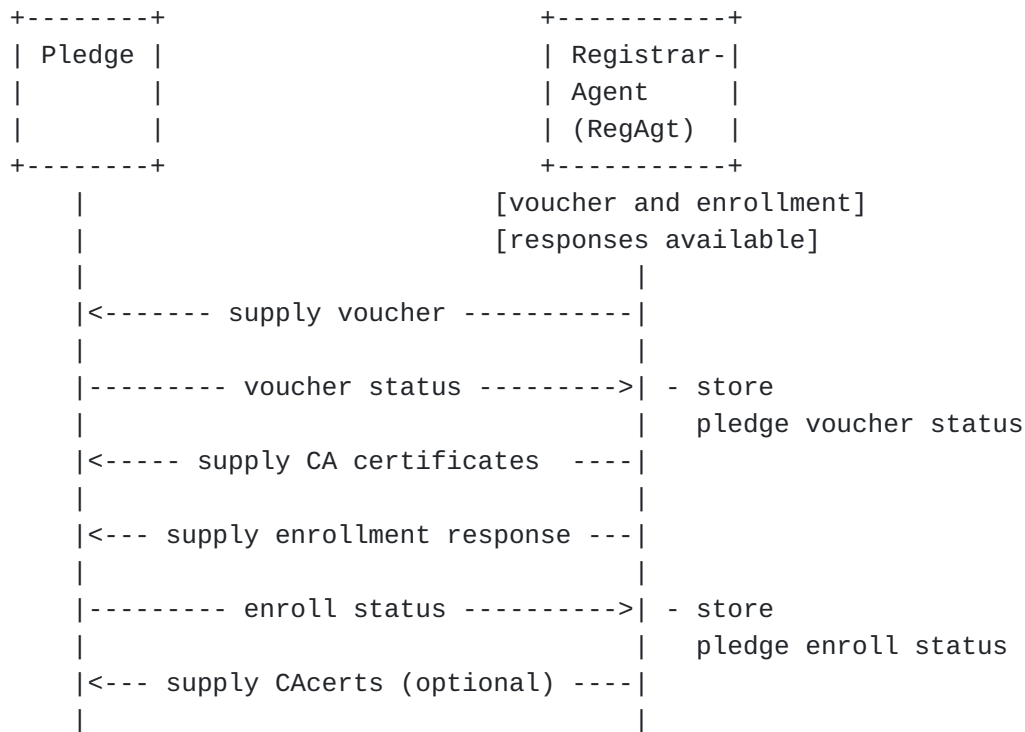 +--------+                        +-----------+
| Pledge |                        | Registrar-|
|        |                        | Agent     |
|        |                        | (RegAgt)  |
+--------+                        +-----------+
    |                          [voucher and enrollment]
    |                          [responses available]
    |                                   |
    |<------- supply voucher -----------|
    |                                   |
    |--------- voucher status --------->| - store
    |                                   |   pledge voucher status
    |<----- supply CA certificates  ----|
    |                                   |
    |<--- supply enrollment response ---|
    |                                   |
    |--------- enroll status ---------->| - store
    |                                   |   pledge enroll status
    |<--- supply CAcerts (optional) ----|
    |                                   |